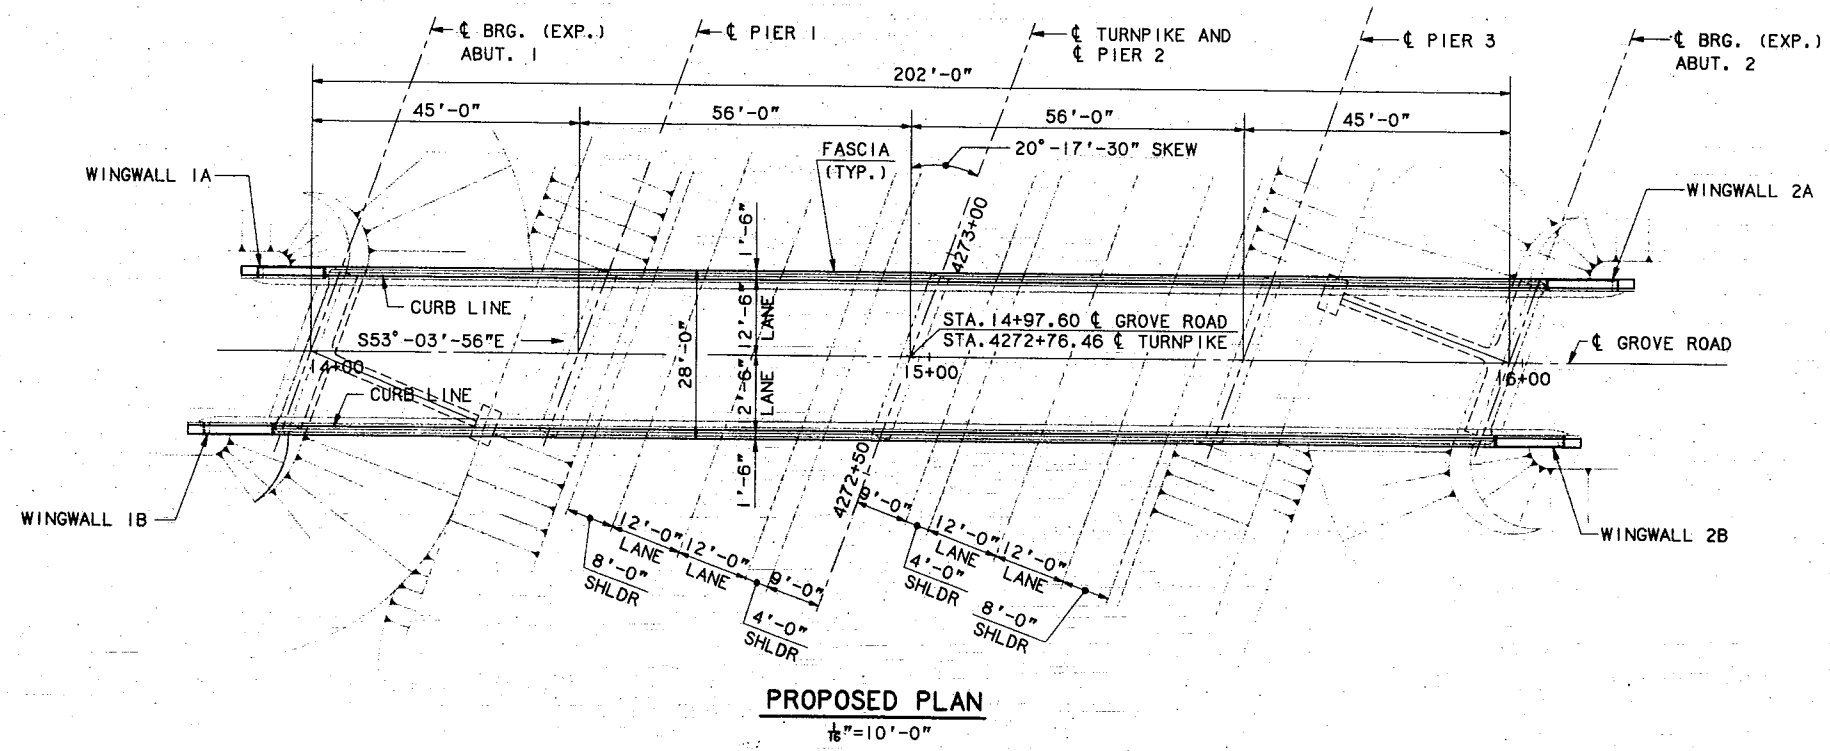 ℄ BRG. (EXP.)
ABUT. 1
℄ PIER 1
℄ TURNPIKE AND
℄ PIER 2
℄ PIER 3
℄ BRG. (EXP.)
ABUT. 2
202'-0"
45'-0"
56'-0"
56'-0"
45'-0"
FASCIA
(TYP.)
20°-17'-30" SKEW
WINGWALL 1A
WINGWALL 2A
1'-6"
4273+00
CURB LINE
12'-6"
LANE
28'-0"
S53°-03'-56"E
STA. 14+97.60 ℄ GROVE ROAD
STA. 4272+76.46 ℄ TURNPIKE
℄ GROVE ROAD
14+00
15+00
16+00
CURB LINE
12'-6"
LANE
1'-6"
4272+50
WINGWALL 1B
WINGWALL 2B
12'-0"
LANE
12'-0"
LANE
9'-0"
8'-0"
SHLDR
4'-0"
SHLDR
9'-0"
12'-0"
LANE
12'-0"
LANE
4'-0"
SHLDR
8'-0"
SHLDR
PROPOSED PLAN
1/16"=10'-0"